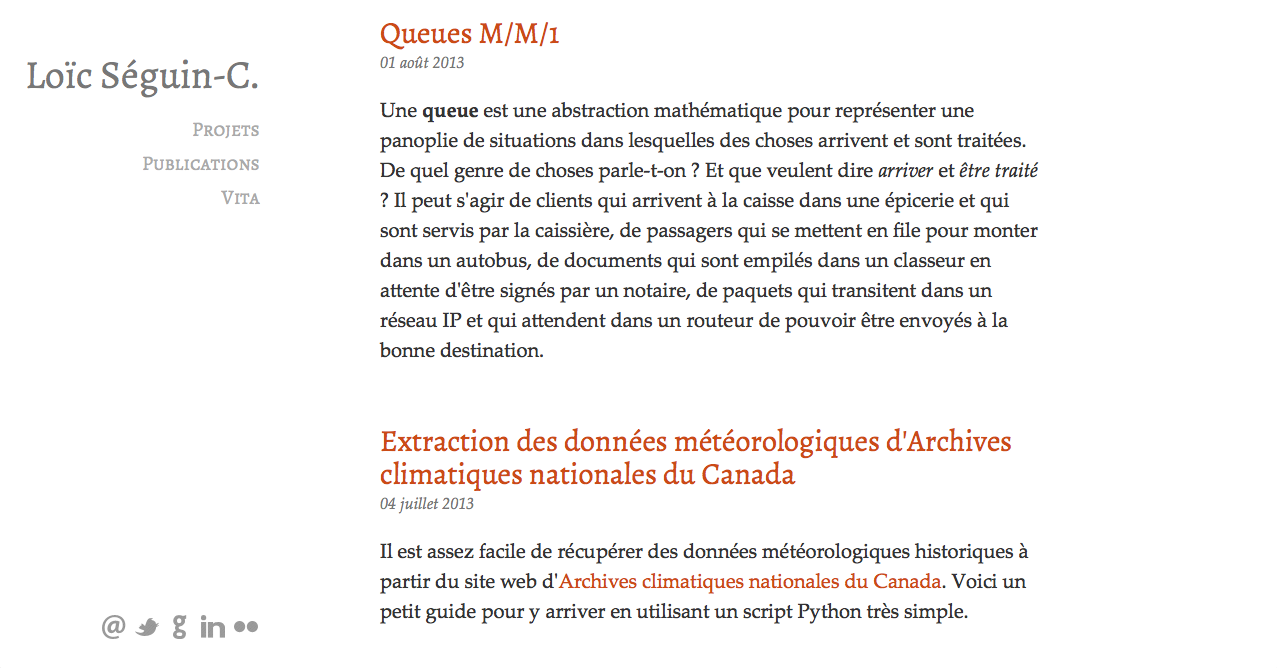 Loïc Séguin-C.
Projets
Publications
Vita
Queues M/M/1
01 août 2013
Une queue est une abstraction mathématique pour représenter une
panoplie de situations dans lesquelles des choses arrivent et sont traitées.
De quel genre de choses parle-t-on ? Et que veulent dire arriver et être traité
? Il peut s'agir de clients qui arrivent à la caisse dans une épicerie et qui
sont servis par la caissière, de passagers qui se mettent en file pour monter
dans un autobus, de documents qui sont empilés dans un classeur en
attente d'être signés par un notaire, de paquets qui transitent dans un
réseau IP et qui attendent dans un routeur de pouvoir être envoyés à la
bonne destination.
Extraction des données météorologiques d'Archives
climatiques nationales du Canada
04 juillet 2013
Il est assez facile de récupérer des données météorologiques historiques à
partir du site web d'Archives climatiques nationales du Canada. Voici un
petit guide pour y arriver en utilisant un script Python très simple.
@ g in